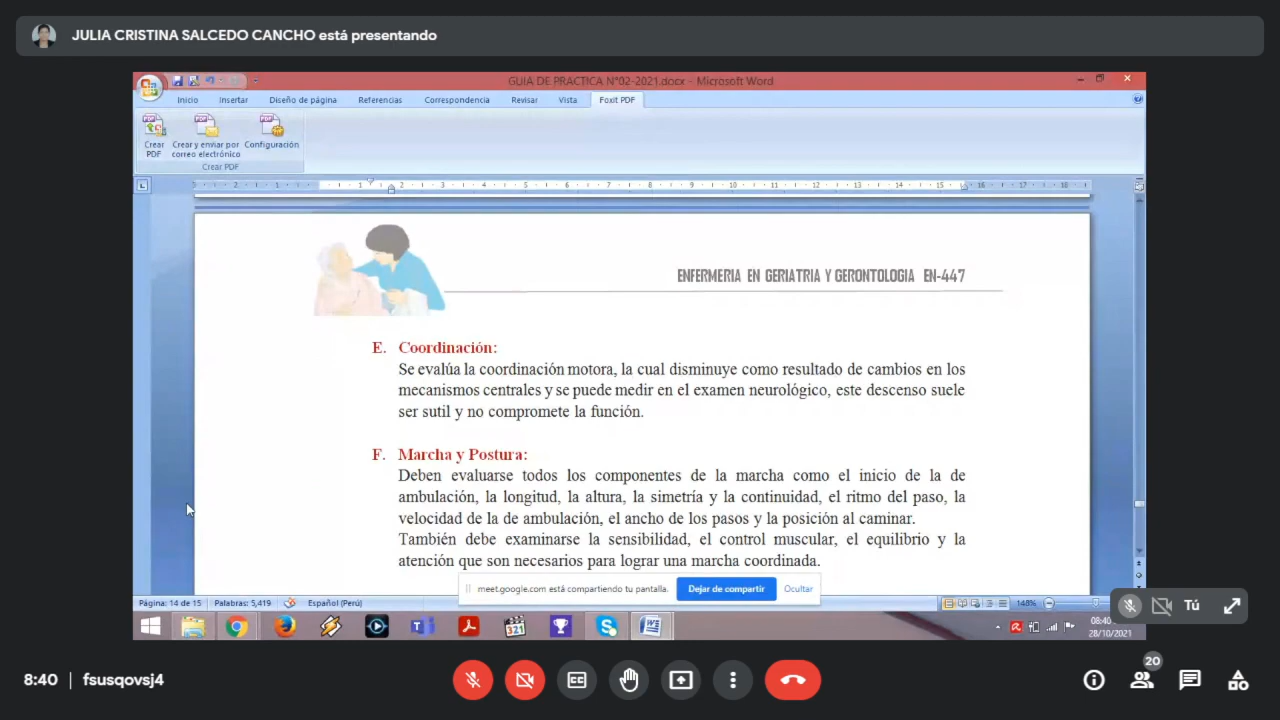 JULIA CRISTINA SALCEDO CANCHO está presentando
GUIA DE PRACTICA N°02-2021.docx - Microsoft Word
Inicio Insertar Diseño de página Referencias Correspondencia Revisar Vista Foxit PDF
Crear PDF
Crear y enviar por correo electrónico
Configuración
Crear PDF
ENFERMERIA EN GERIATRIA Y GERONTOLOGIA EN-447
E. Coordinación:
Se evalúa la coordinación motora, la cual disminuye como resultado de cambios en los
mecanismos centrales y se puede medir en el examen neurológico, este descenso suele
ser sutil y no compromete la función.
F. Marcha y Postura:
Deben evaluarse todos los componentes de la marcha como el inicio de la de
ambulación, la longitud, la altura, la simetría y la continuidad, el ritmo del paso, la
velocidad de la de ambulación, el ancho de los pasos y la posición al caminar.
También debe examinarse la sensibilidad, el control muscular, el equilibrio y la
atención que son necesarios para lograr una marcha coordinada.
meet.google.com está compartiendo tu pantalla. Dejar de compartir Ocultar
Página: 14 de 15 Palabras: 5,419 Español (Perú) 148%
Tú
321
08:40
28/10/2021
8:40 | fsusqovsj4
20